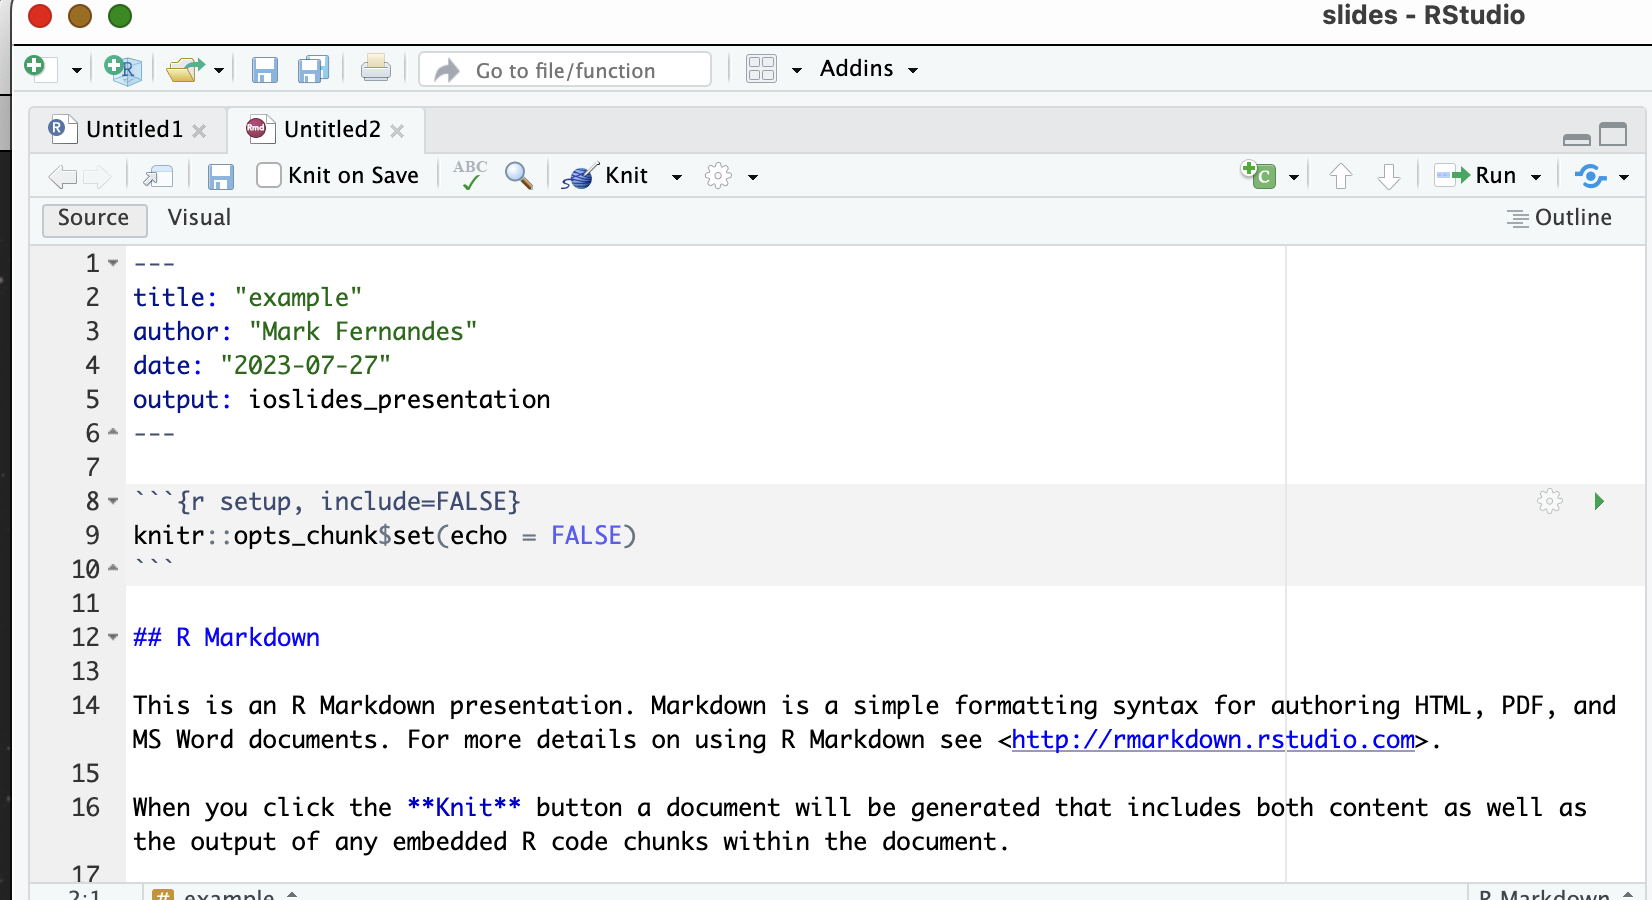 slides - RStudio
Go to file/function
Addins
Untitled1
Untitled2
Knit on Save
ABC
Knit
Run
Source
Visual
Outline
1 ---
2 title: "example"
3 author: "Mark Fernandes"
4 date: "2023-07-27"
5 output: ioslides_presentation
6 ---
7
8 ```{r setup, include=FALSE}
9 knitr::opts_chunk$set(echo = FALSE)
10 ```
11
12 ## R Markdown
13
14 This is an R Markdown presentation. Markdown is a simple formatting syntax for authoring HTML, PDF, and
MS Word documents. For more details on using R Markdown see <http://rmarkdown.rstudio.com>.
15
16 When you click the **Knit** button a document will be generated that includes both content as well as
the output of any embedded R code chunks within the document.
17
2:1 # example R Markdown